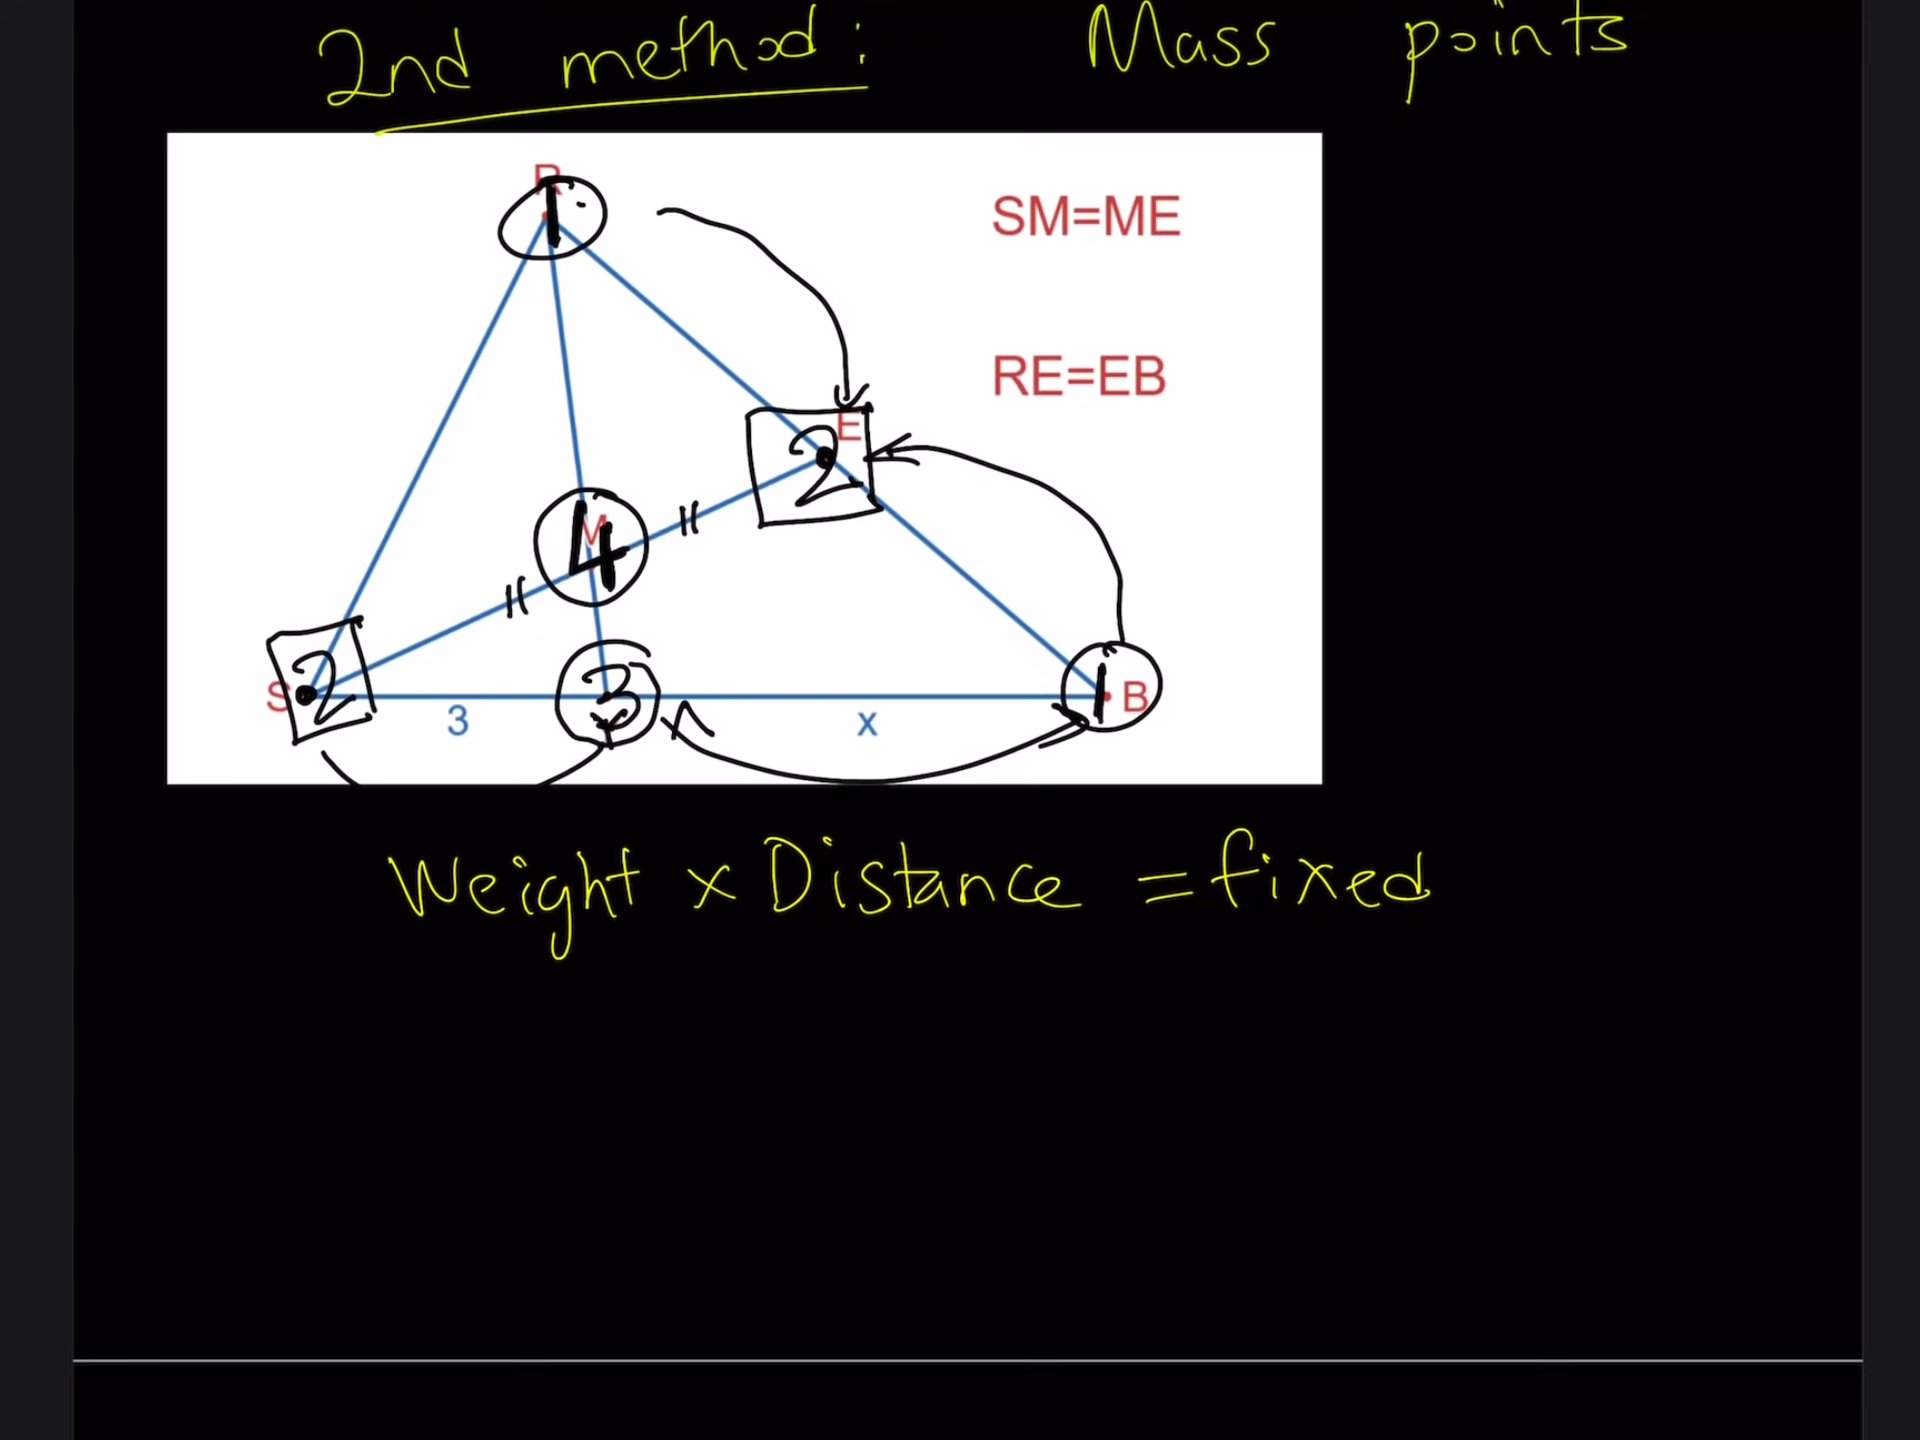 2nd method: Mass points
R
1
SM=ME
RE=EB
E
2
M
4
S
2
3
3
x
1
B
Weight x Distance = fixed